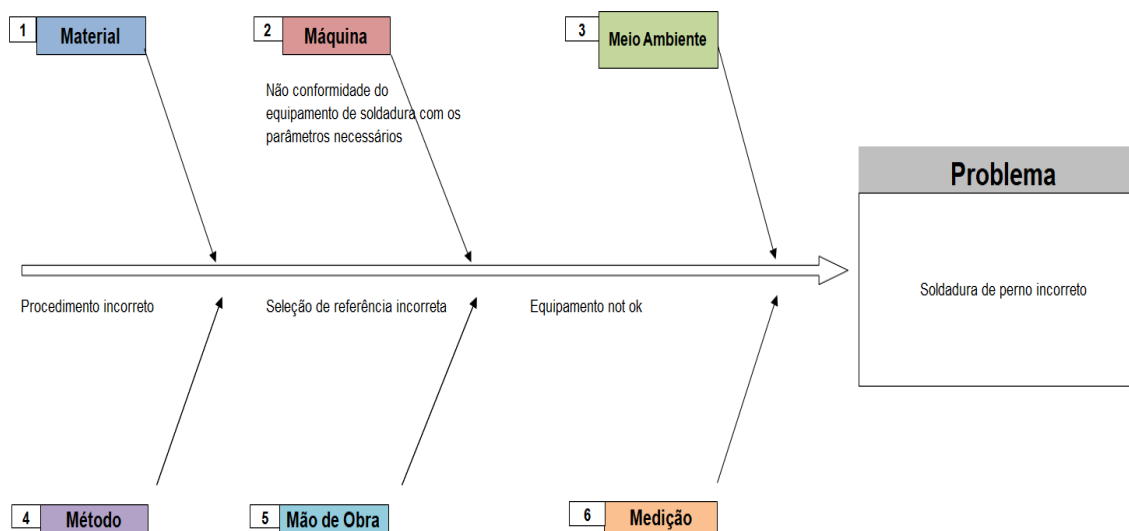 1 Material
2 Máquina
3 Meio Ambiente
Não conformidade do
equipamento de soldadura com os
parâmetros necessários
Problema
Soldadura de perno incorreto
Procedimento incorreto
Seleção de referência incorreta
Equipamento not ok
4 Método
5 Mão de Obra
6 Medição